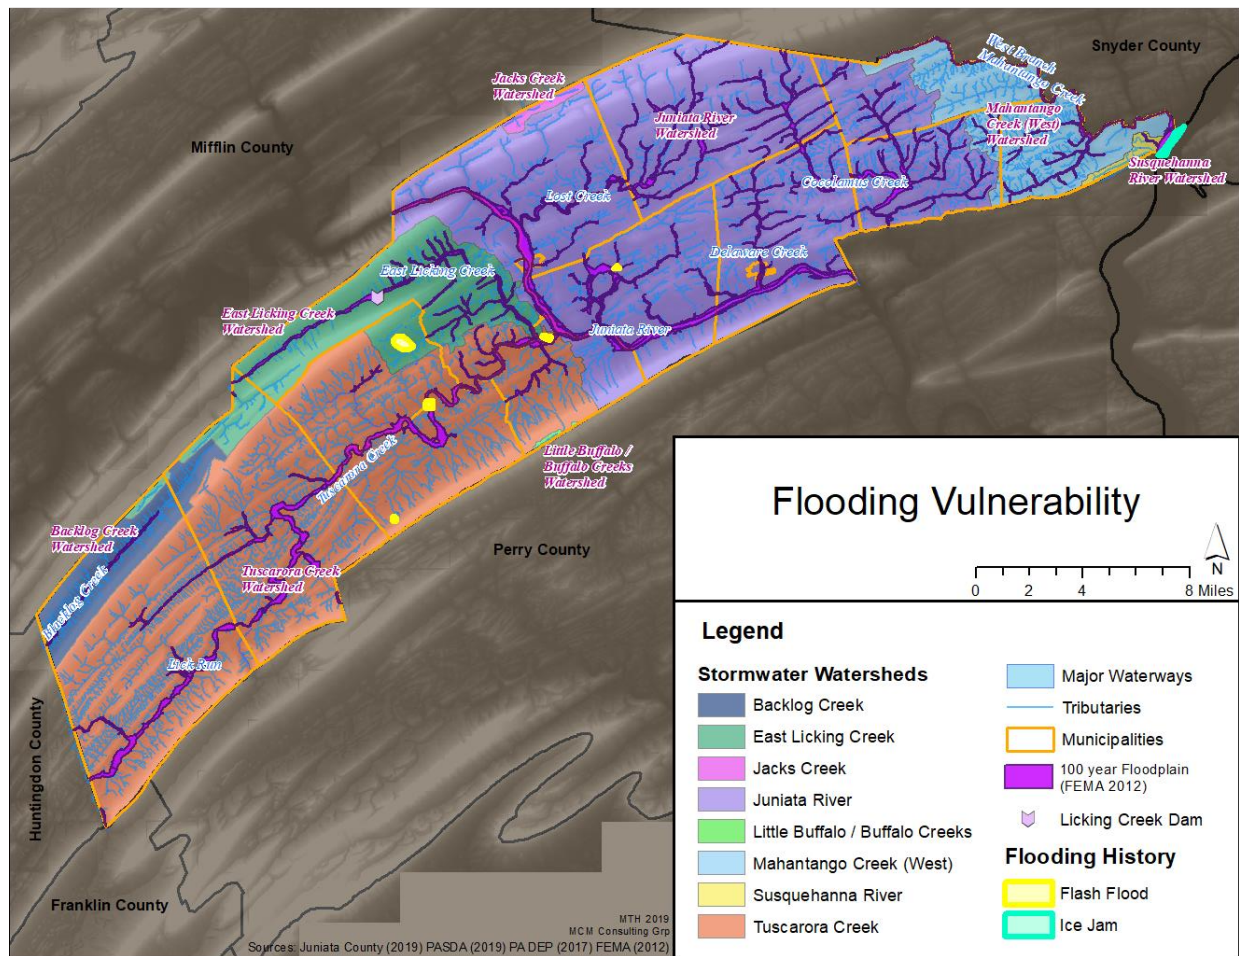 Snyder County
West Branch
Mahantango Creek
Jacks Creek
Watershed
Juniata River
Watershed
Mahantango
Creek (West)
Watershed
Mifflin County
Susquehanna
River Watershed
Lost Creek
Cocolamus Creek
Delaware Creek
East Licking Creek
East Licking Creek
Watershed
Juniata River
Little Buffalo /
Buffalo Creeks
Watershed
Tuscarora Creek
Backlog Creek
Watershed
Perry County
Tuscarora Creek
Watershed
Blacklog Creek
Lick Run
Huntingdon County
Franklin County
MTH 2019
MCM Consulting Grp
Sources: Juniata County (2019) PASDA (2019) PA DEP (2017) FEMA (2012)
Flooding Vulnerability
N
0 2 4 8 Miles
Legend
Stormwater Watersheds
Backlog Creek
East Licking Creek
Jacks Creek
Juniata River
Little Buffalo / Buffalo Creeks
Mahantango Creek (West)
Susquehanna River
Tuscarora Creek
Major Waterways
Tributaries
Municipalities
100 year Floodplain
(FEMA 2012)
Licking Creek Dam
Flooding History
Flash Flood
Ice Jam